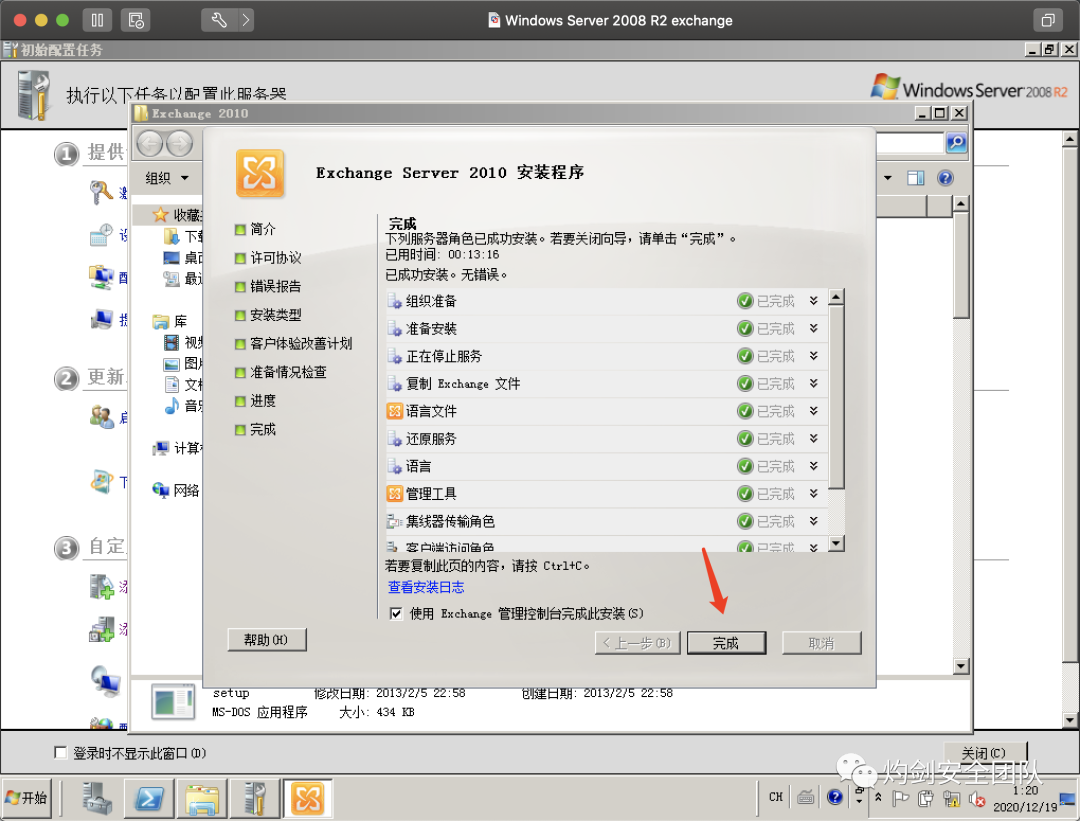 Windows Server 2008 R2 exchange
初始配置任务
执行以下任务以配置此服务器
Windows Server 2008 R2
Exchange 2010
1 提供
组织
收藏
下载
桌面
最近
库
视频
图片
文档
音乐
计算机
网络
2 更新
启
下
3 自定
添
添
Exchange Server 2010 安装程序
简介
许可协议
错误报告
安装类型
客户体验改善计划
准备情况检查
进度
完成
完成
下列服务器角色已成功安装。若要关闭向导，请单击“完成”。
已用时间: 00:13:16
已成功安装。无错误。
组织准备 已完成
准备安装 已完成
正在停止服务 已完成
复制 Exchange 文件 已完成
语言文件 已完成
还原服务 已完成
语言 已完成
管理工具 已完成
集线器传输角色 已完成
客户端访问角色 已完成
若要复制此页的内容，请按 Ctrl+C。
查看安装日志
使用 Exchange 管理控制台完成此安装(S)
帮助(H) < 上一步(B) 完成 取消
setup 修改日期: 2013/2/5 22:58 创建日期: 2013/2/5 22:58
MS-DOS 应用程序 大小: 434 KB
登录时不显示此窗口(D) 关闭(C)
灼剑安全团队
开始 CH 1:20
2020/12/19